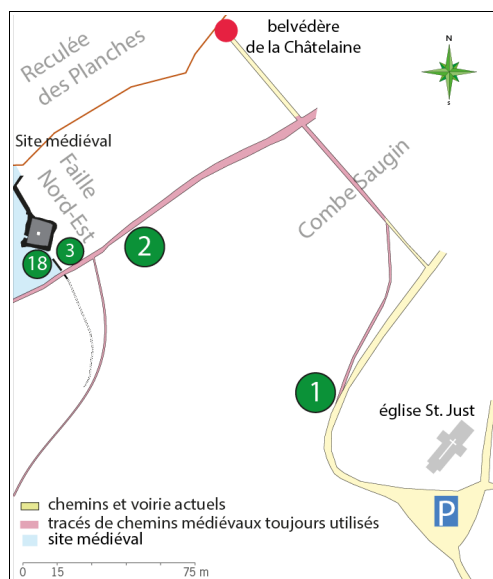 belvédère
de la Châtelaine
N
S
Reculée
des Planches
Site médiéval
Faille
Nord-Est
Combe Saugin
18
3
2
1
église St. Just
P
chemins et voirie actuels
tracés de chemins médiévaux toujours utilisés
site médiéval
0 15 75 m